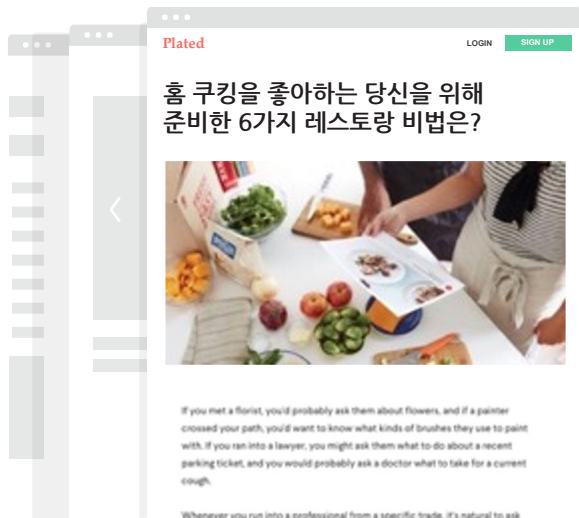 Plated
LOGIN
SIGN UP
홈 쿠킹을 좋아하는 당신을 위해
준비한 6가지 레스토랑 비법은?
If you met a florist, you'd probably ask them about flowers, and if a painter
crossed your path, you'd want to know what kinds of brushes they use to paint
with. If you ran into a lawyer, you might ask them what to do about a recent
parking ticket, and you would probably ask a doctor what to take for a current
cough.
Whenever you run into a professional from a specific trade, it's natural to ask